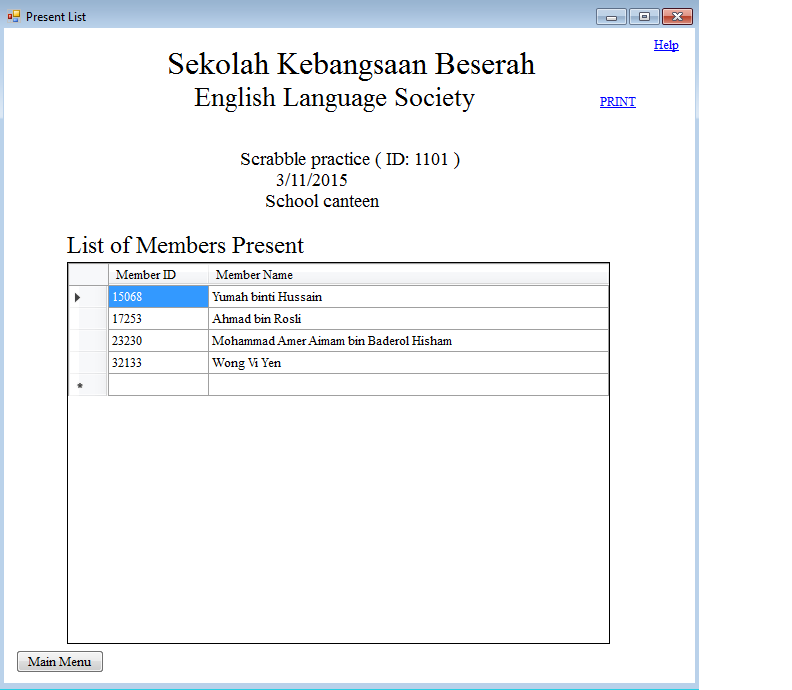 Present List
Help
Sekolah Kebangsaan Beserah
English Language Society
PRINT
Scrabble practice ( ID: 1101 )
3/11/2015
School canteen
List of Members Present
Member ID Member Name
15068 Yumah binti Hussain
17253 Ahmad bin Rosli
23230 Mohammad Amer Aimam bin Baderol Hisham
32133 Wong Vi Yen
*
Main Menu